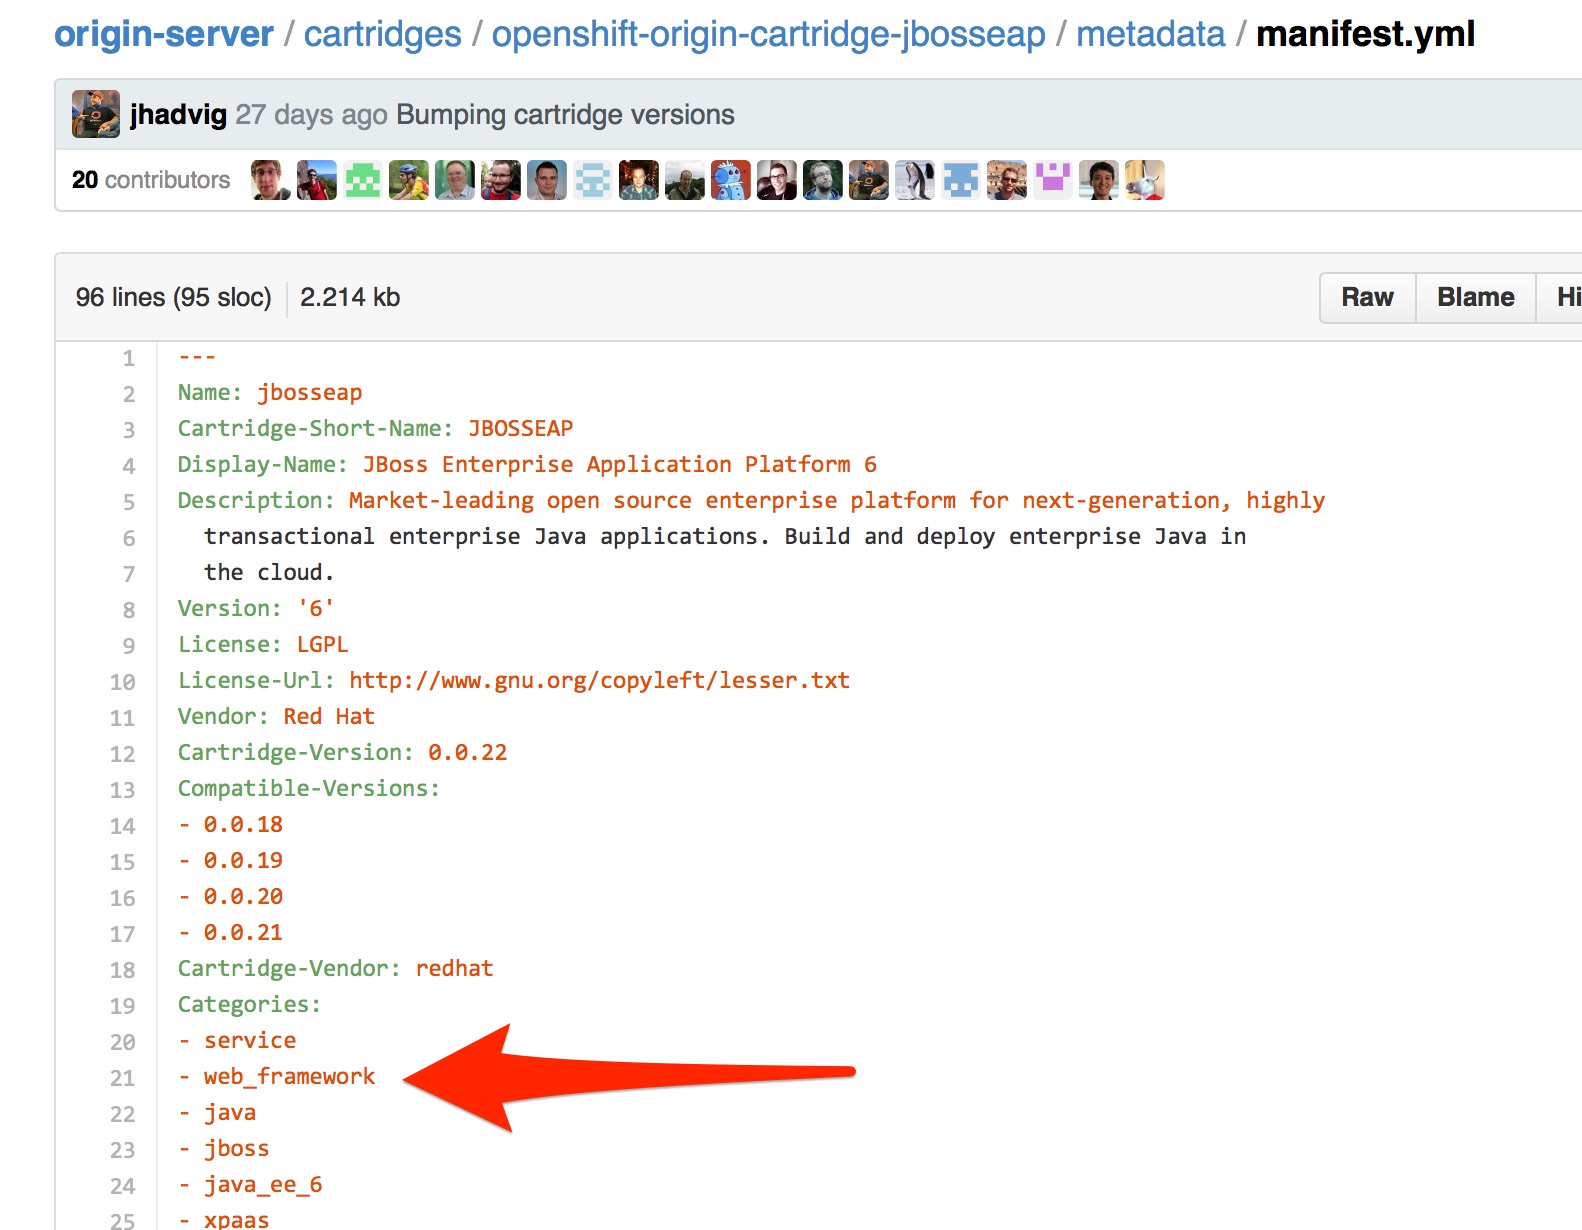 origin-server / cartridges / openshift-origin-cartridge-jbosseap / metadata / manifest.yml
jhadvig 27 days ago Bumping cartridge versions
20 contributors
96 lines (95 sloc) 2.214 kb Raw Blame Hi
1 ---
2 Name: jbosseap
3 Cartridge-Short-Name: JBOSSEAP
4 Display-Name: JBoss Enterprise Application Platform 6
5 Description: Market-leading open source enterprise platform for next-generation, highly
6 transactional enterprise Java applications. Build and deploy enterprise Java in
7 the cloud.
8 Version: '6'
9 License: LGPL
10 License-Url: http://www.gnu.org/copyleft/lesser.txt
11 Vendor: Red Hat
12 Cartridge-Version: 0.0.22
13 Compatible-Versions:
14 - 0.0.18
15 - 0.0.19
16 - 0.0.20
17 - 0.0.21
18 Cartridge-Vendor: redhat
19 Categories:
20 - service
21 - web_framework
22 - java
23 - jboss
24 - java_ee_6
25 - xpaas